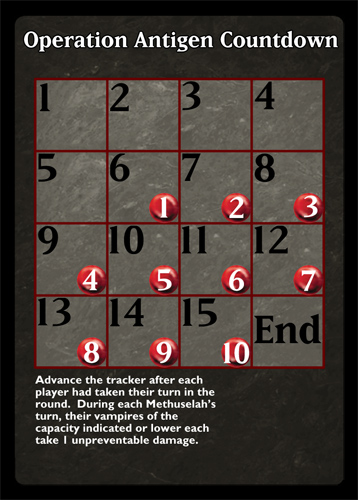 Operation Antigen Countdown
1 2 3 4
5 6 7 8
1 2 3
9 10 11 12
4 5 6 7
13 14 15 End
8 9 10
Advance the tracker after each
player had taken their turn in the
round. During each Methuselah's
turn, their vampires of the
capacity indicated or lower each
take 1 unpreventable damage.